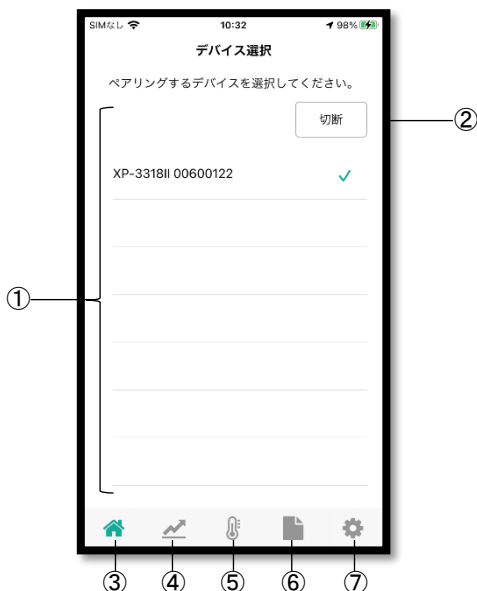 SIMなし 10:32 98%
デバイス選択
ペアリングするデバイスを選択してください。
切断
②
XP-3318II 00600122
①
③ ④ ⑤ ⑥ ⑦